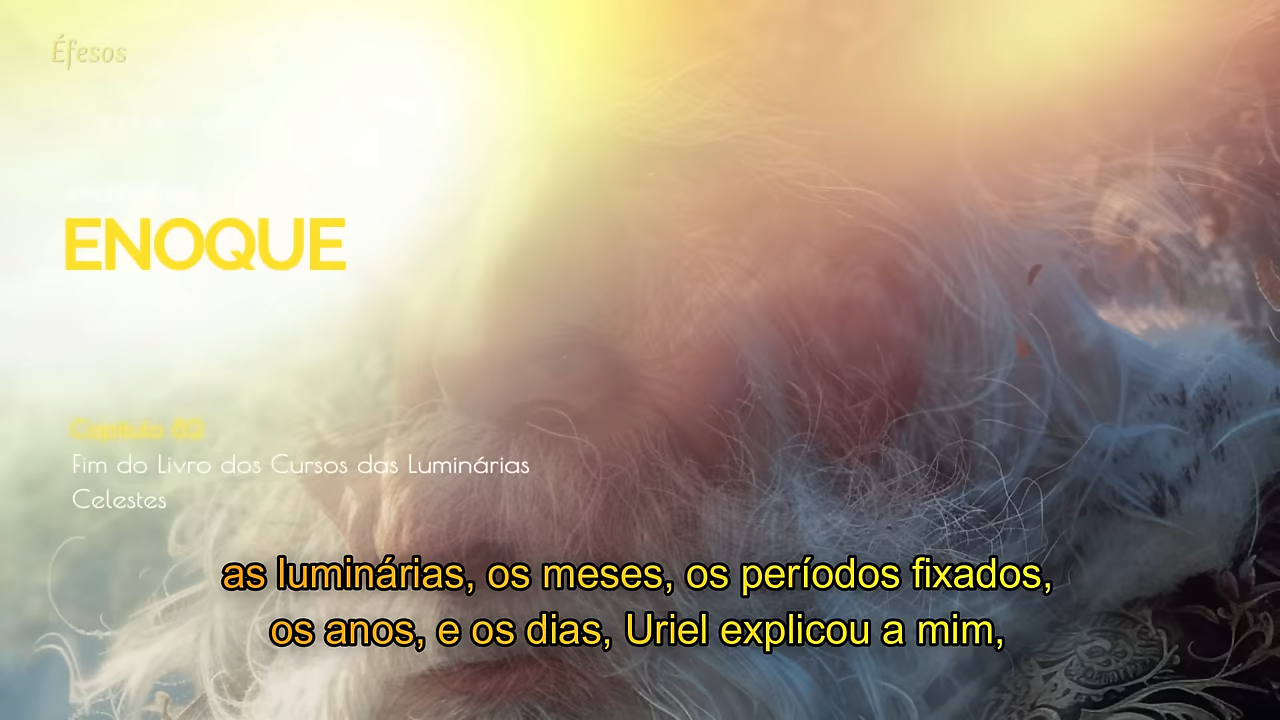 Éfesos
ENOQUE
Capítulo 82
Fim do Livro dos Cursos das Luminárias
Celestes
as luminárias, os meses, os períodos fixados,
os anos, e os dias, Uriel explicou a mim,